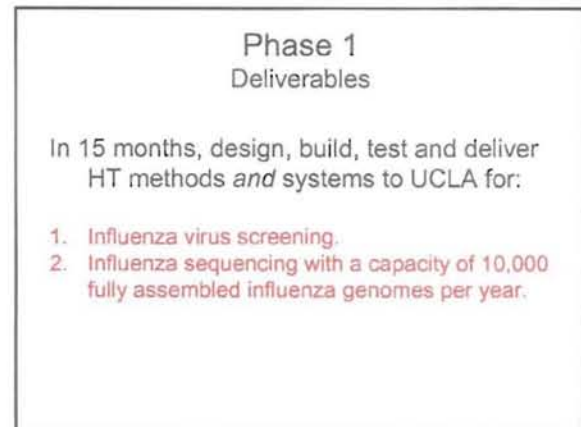 Phase 1
Deliverables
In 15 months, design, build, test and deliver
HT methods and systems to UCLA for:
1. Influenza virus screening.
2. Influenza sequencing with a capacity of 10,000
fully assembled influenza genomes per year.